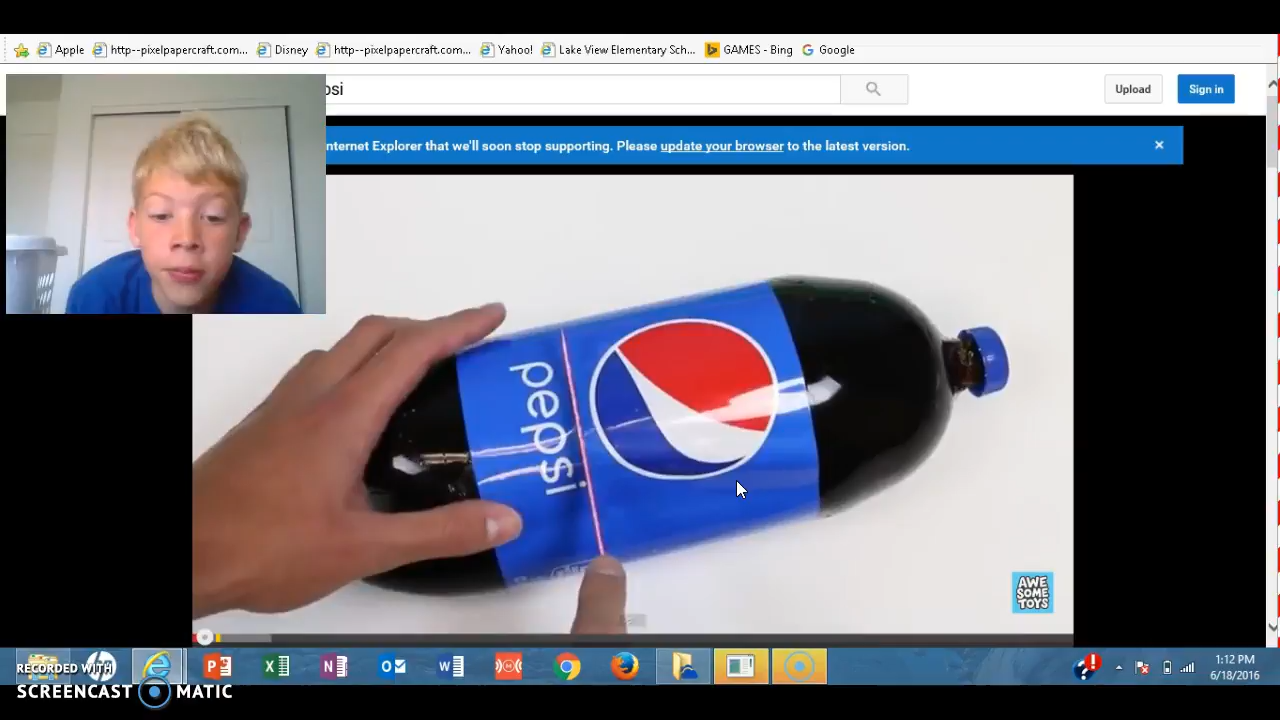 Apple http--pixelpapercraft.com... Disney http--pixelpapercraft.com... Yahoo! Lake View Elementary Sch... GAMES - Bing Google
psi Upload Sign in
nternet Explorer that we'll soon stop supporting. Please update your browser to the latest version. ×
pepsi
AWE
SOME
TOYS
1:12 PM
6/18/2016
RECORDED WITH
SCREENCAST MATIC